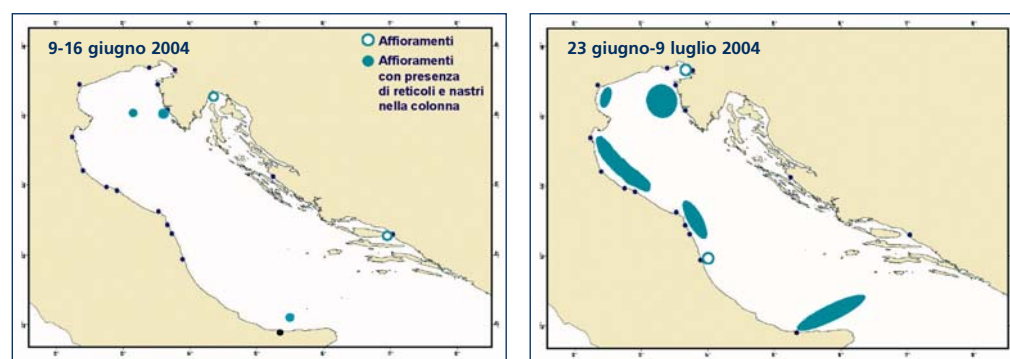 9-16 giugno 2004
Affioramenti
Affioramenti
con presenza
di reticoli e nastri
nella colonna
23 giugno-9 luglio 2004